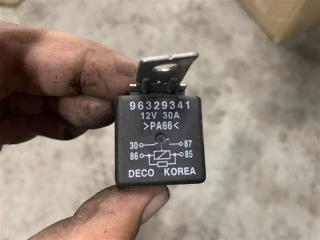 96329341
12V 30A
>PA66<
30 87
86 85
DECO KOREA